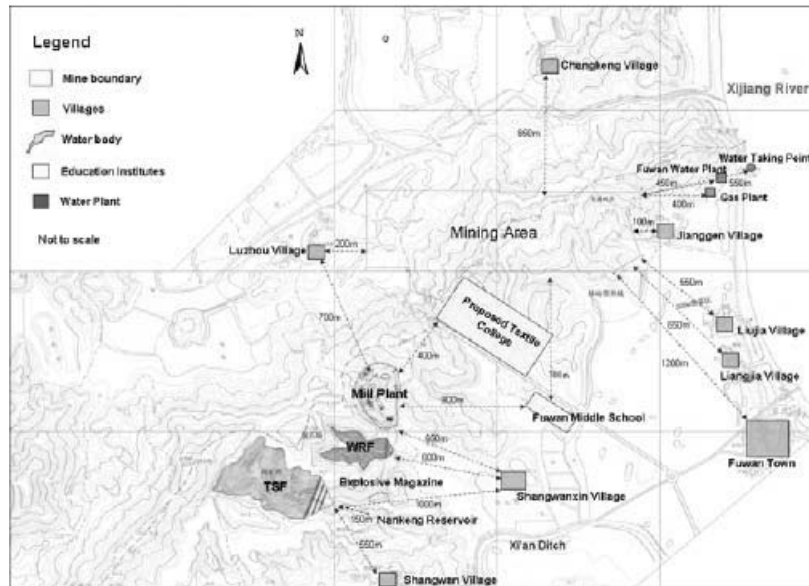 Legend
N
Mine boundary
Villages
Water body
Education Institutes
Water Plant
Not to scale
Changkeng Village
Xijiang River
Water Taking Point
Fuwan Water Plant
450m
550m
400m
Gas Plant
100m
Jianggen Village
Mining Area
Luzhou Village
200m
Proposed Textile
College
700m
400m
550m
Liujia Village
1200m
Liangjia Village
Mill Plant
Fuwan Middle School
Fuwan Town
WRF
600m
Explosive Magazine
TSF
Shangwanxin Village
1000m
150m
Nankeng Reservoir
550m
Xi'an Ditch
Shangwan Village